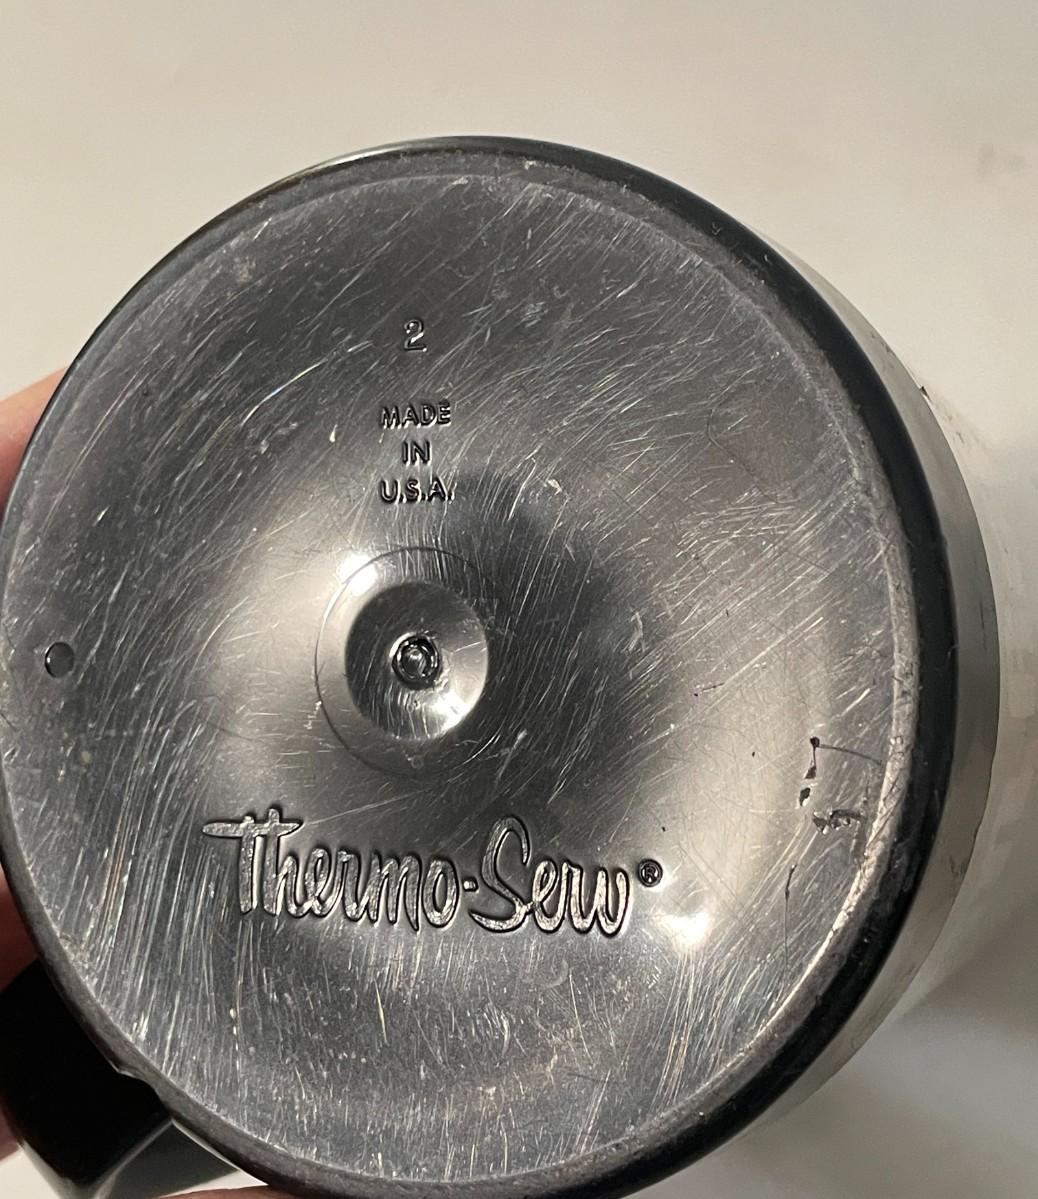 2
MADE
IN
U.S.A.
Thermo-Serv®